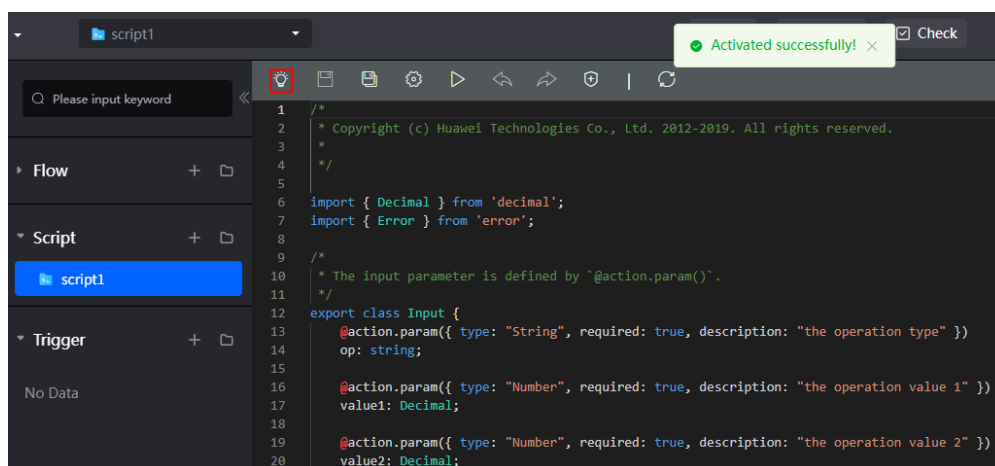 script1
Activated successfully!
Check
Please input keyword
Flow
Script
script1
Trigger
No Data
1 /*
2  * Copyright (c) Huawei Technologies Co., Ltd. 2012-2019. All rights reserved.
3  *
4  */
5
6 import { Decimal } from 'decimal';
7 import { Error } from 'error';
8
9 /*
10  * The input parameter is defined by `@action.param()`.
11  */
12 export class Input {
13     @action.param({ type: "String", required: true, description: "the operation type" })
14     op: string;
15
16     @action.param({ type: "Number", required: true, description: "the operation value 1" })
17     value1: Decimal;
18
19     @action.param({ type: "Number", required: true, description: "the operation value 2" })
20     value2: Decimal;